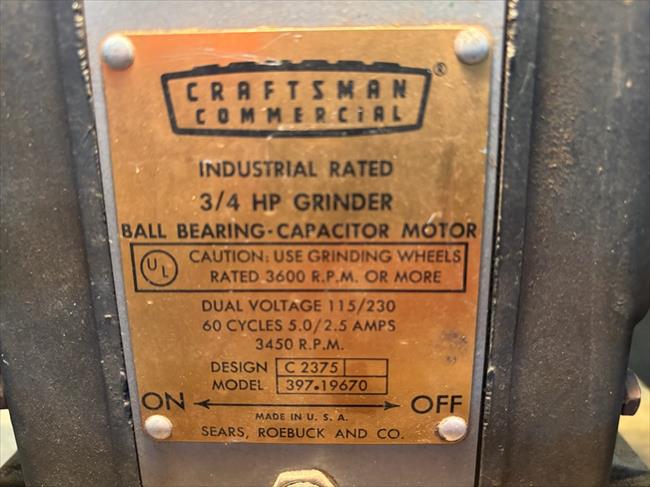 CRAFTSMAN ®
COMMERCIAL
INDUSTRIAL RATED
3/4 HP GRINDER
BALL BEARING-CAPACITOR MOTOR
UL CAUTION: USE GRINDING WHEELS
RATED 3600 R.P.M. OR MORE
DUAL VOLTAGE 115/230
60 CYCLES 5.0/2.5 AMPS
3450 R.P.M.
DESIGN C 2375
MODEL 397•19670
ON OFF
MADE IN U. S. A.
SEARS, ROEBUCK AND CO.